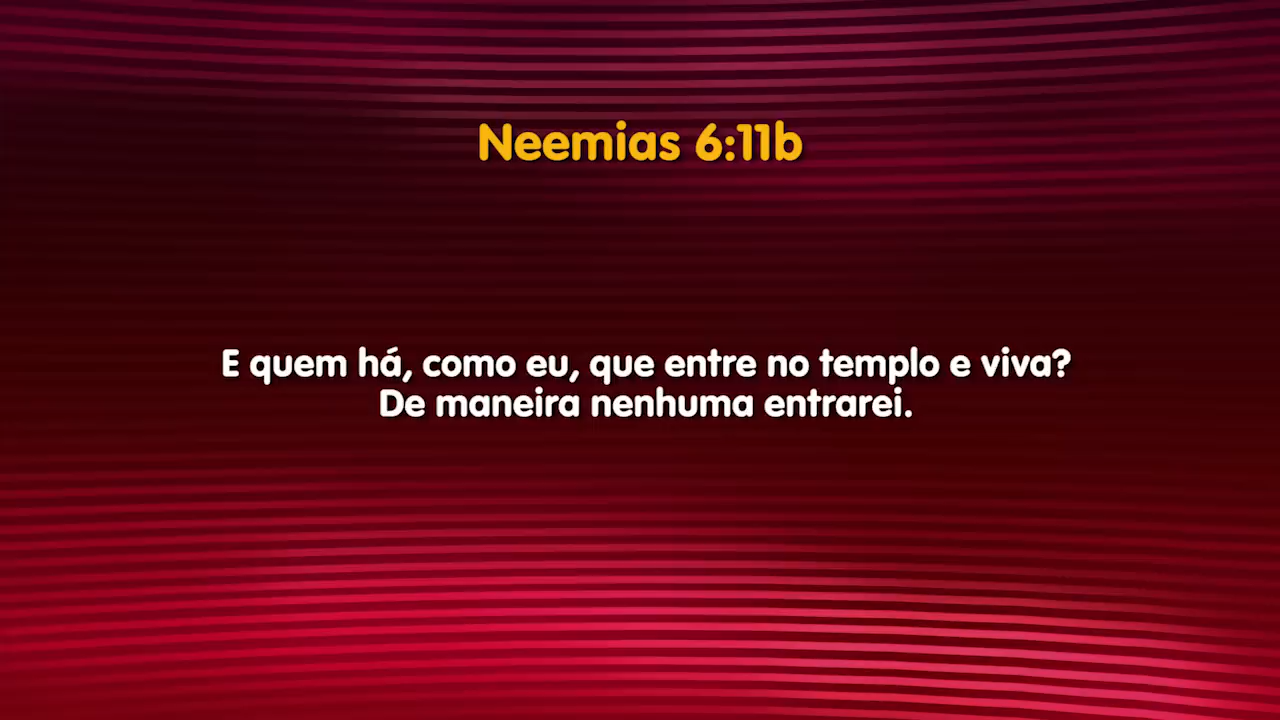 Neemias 6:11b
E quem há, como eu, que entre no templo e viva?
De maneira nenhuma entrarei.